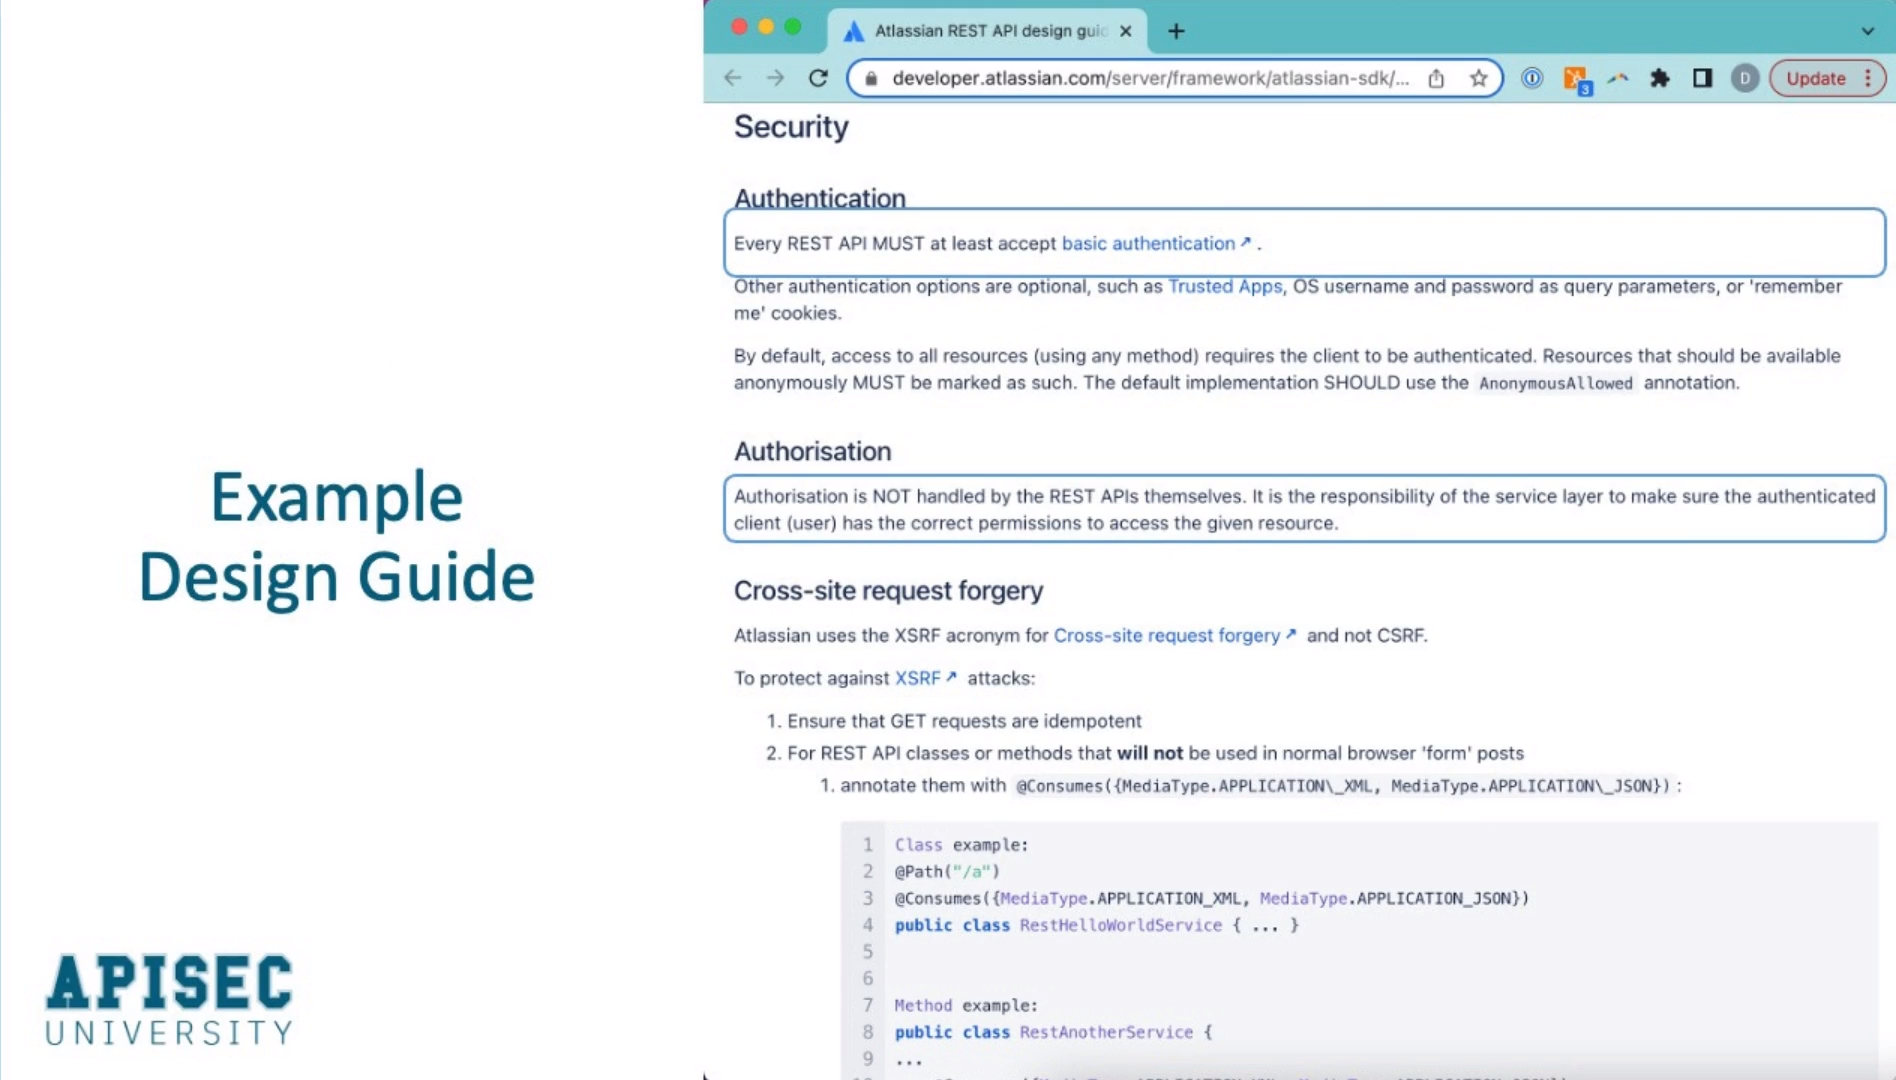 Atlassian REST API design guid
developer.atlassian.com/server/framework/atlassian-sdk/...
3
D
Update
Security
Authentication
Every REST API MUST at least accept basic authentication ↗ .
Other authentication options are optional, such as Trusted Apps, OS username and password as query parameters, or 'remember
me' cookies.
By default, access to all resources (using any method) requires the client to be authenticated. Resources that should be available
anonymously MUST be marked as such. The default implementation SHOULD use the AnonymousAllowed annotation.
Authorisation
Authorisation is NOT handled by the REST APIs themselves. It is the responsibility of the service layer to make sure the authenticated
client (user) has the correct permissions to access the given resource.
Cross-site request forgery
Atlassian uses the XSRF acronym for Cross-site request forgery ↗ and not CSRF.
To protect against XSRF ↗ attacks:
1. Ensure that GET requests are idempotent
2. For REST API classes or methods that will not be used in normal browser 'form' posts
1. annotate them with @Consumes({MediaType.APPLICATION\_XML, MediaType.APPLICATION\_JSON}) :
1 Class example:
2 @Path("/a")
3 @Consumes({MediaType.APPLICATION_XML, MediaType.APPLICATION_JSON})
4 public class RestHelloWorldService { ... }
5
6
7 Method example:
8 public class RestAnotherService {
9 ...
Example
Design Guide
APISEC
UNIVERSITY